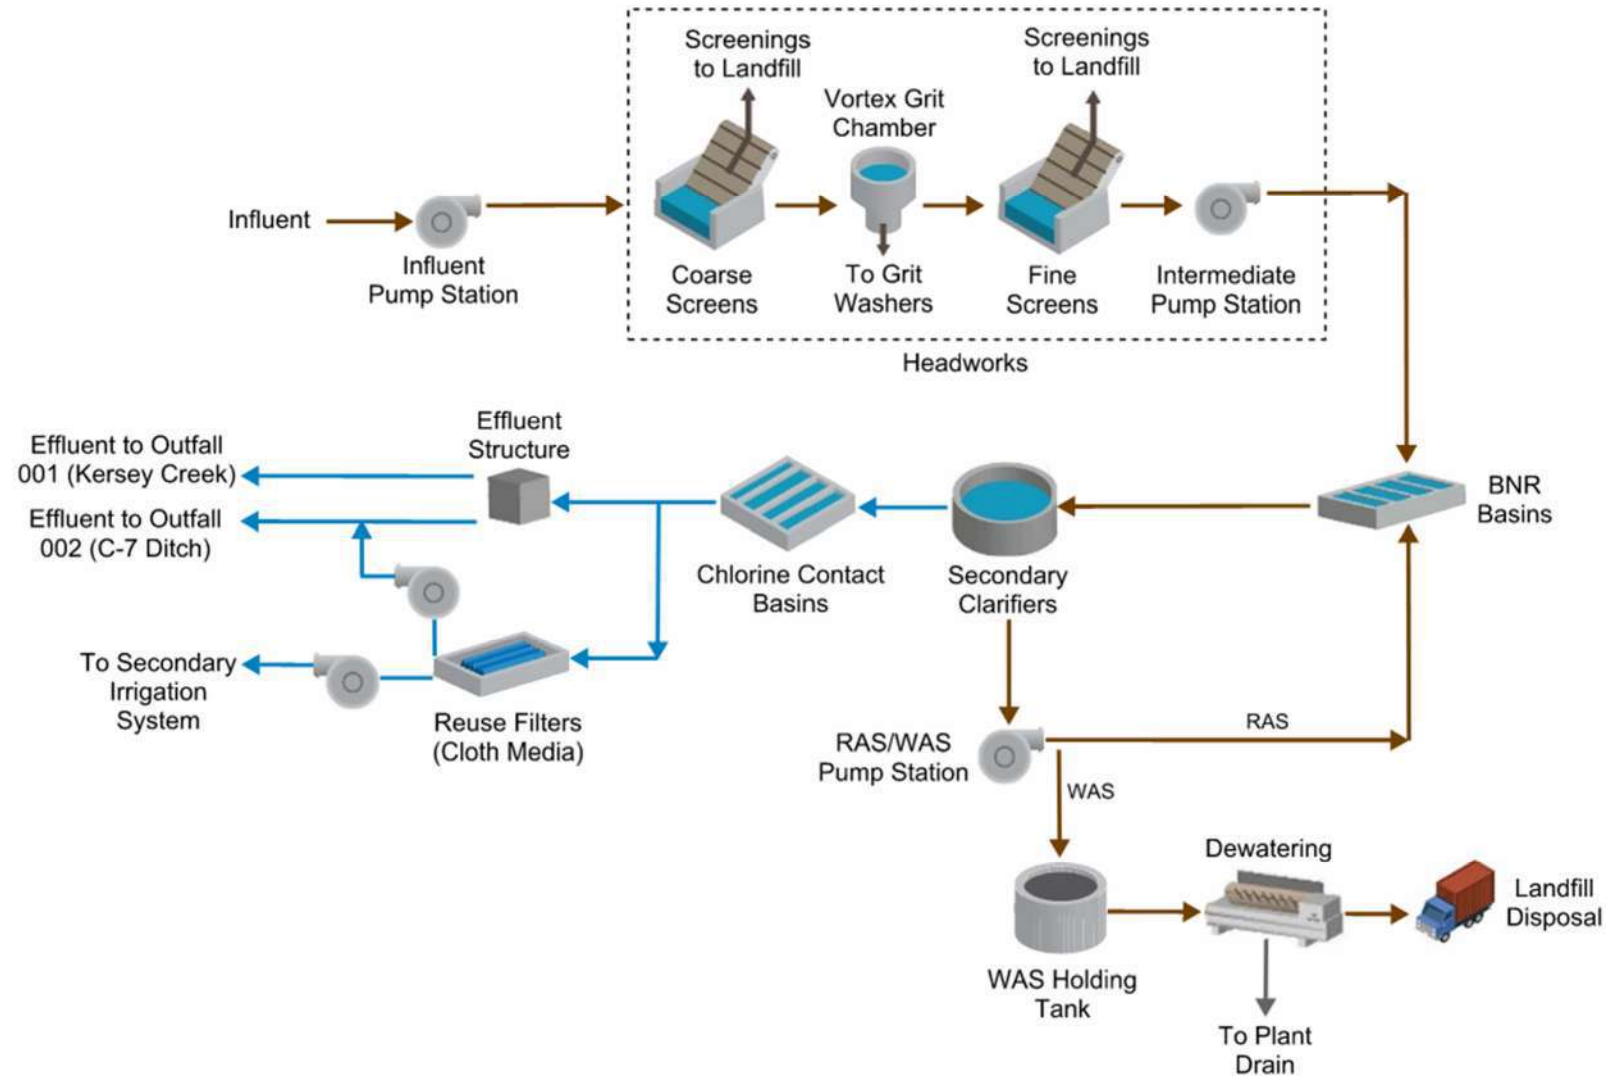 Screenings
to Landfill
Screenings
to Landfill
Vortex Grit
Chamber
Influent
Influent
Pump Station
Coarse
Screens
To Grit
Washers
Fine
Screens
Intermediate
Pump Station
Headworks
Effluent to Outfall
001 (Kersey Creek)
Effluent
Structure
Effluent to Outfall
002 (C-7 Ditch)
Chlorine Contact
Basins
Secondary
Clarifiers
BNR
Basins
To Secondary
Irrigation
System
Reuse Filters
(Cloth Media)
RAS/WAS
Pump Station
RAS
WAS
Dewatering
Landfill
Disposal
WAS Holding
Tank
To Plant
Drain